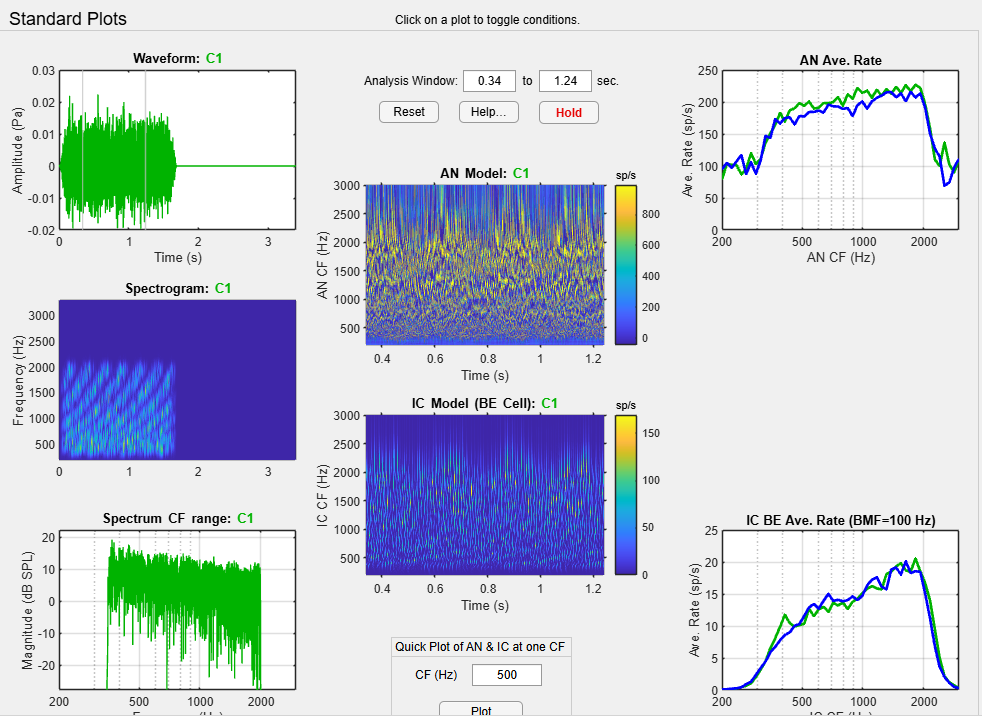 Standard Plots
Click on a plot to toggle conditions.
Waveform: C1
0.03
0.02
0.01
0
-0.01
-0.02
Amplitude (Pa)
0
1
2
3
Time (s)
Analysis Window: 0.34 to 1.24 sec.
Reset Help... Hold
AN Ave. Rate
250
200
150
100
50
0
Ave. Rate (sp/s)
200
500
1000
2000
AN CF (Hz)
AN Model: C1
sp/s
3000
2500
2000
1500
1000
500
AN CF (Hz)
800
600
400
200
0
0.4
0.6
0.8
1
1.2
Time (s)
Spectrogram: C1
3000
2500
2000
1500
1000
500
Frequency (Hz)
0
1
2
3
IC Model (BE Cell): C1
sp/s
3000
2500
2000
1500
1000
500
IC CF (Hz)
150
100
50
0
0.4
0.6
0.8
1
1.2
Time (s)
Spectrum CF range: C1
20
10
0
-10
-20
Magnitude (dB SPL)
200
500
1000
2000
IC BE Ave. Rate (BMF=100 Hz)
25
20
15
10
5
0
Ave. Rate (sp/s)
200
500
1000
2000
IC CF (Hz)
Quick Plot of AN & IC at one CF
CF (Hz) 500
Plot